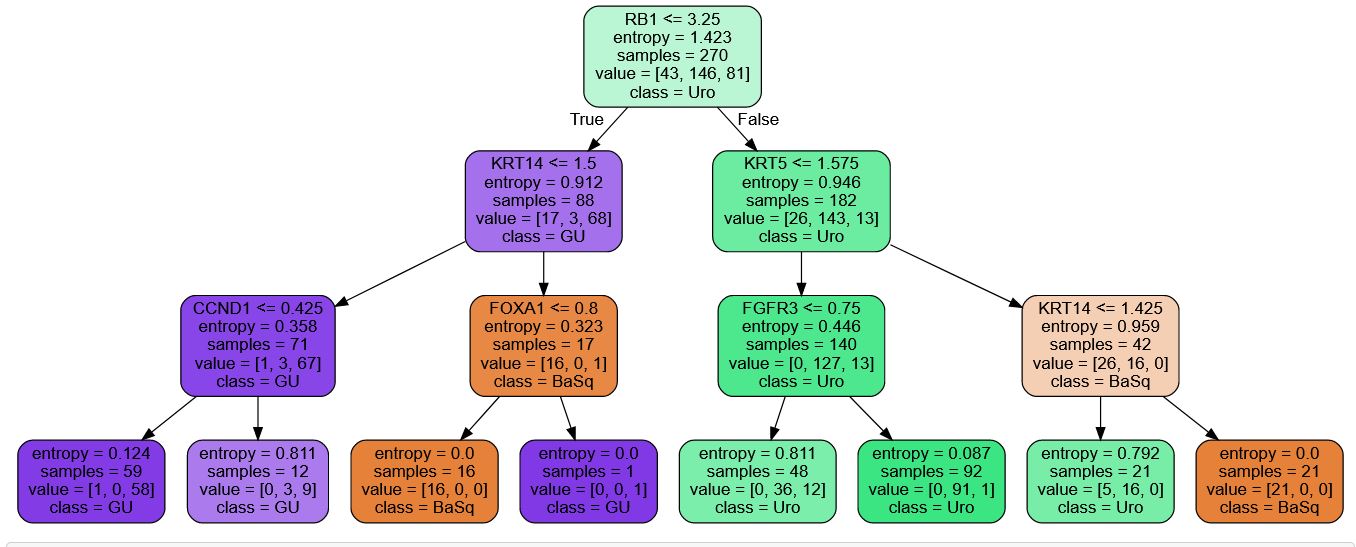 RB1 <= 3.25
entropy = 1.423
samples = 270
value = [43, 146, 81]
class = Uro
True
False
KRT14 <= 1.5
entropy = 0.912
samples = 88
value = [17, 3, 68]
class = GU
KRT5 <= 1.575
entropy = 0.946
samples = 182
value = [26, 143, 13]
class = Uro
CCND1 <= 0.425
entropy = 0.358
samples = 71
value = [1, 3, 67]
class = GU
FOXA1 <= 0.8
entropy = 0.323
samples = 17
value = [16, 0, 1]
class = BaSq
FGFR3 <= 0.75
entropy = 0.446
samples = 140
value = [0, 127, 13]
class = Uro
KRT14 <= 1.425
entropy = 0.959
samples = 42
value = [26, 16, 0]
class = BaSq
entropy = 0.124
samples = 59
value = [1, 0, 58]
class = GU
entropy = 0.811
samples = 12
value = [0, 3, 9]
class = GU
entropy = 0.0
samples = 16
value = [16, 0, 0]
class = BaSq
entropy = 0.0
samples = 1
value = [0, 0, 1]
class = GU
entropy = 0.811
samples = 48
value = [0, 36, 12]
class = Uro
entropy = 0.087
samples = 92
value = [0, 91, 1]
class = Uro
entropy = 0.792
samples = 21
value = [5, 16, 0]
class = Uro
entropy = 0.0
samples = 21
value = [21, 0, 0]
class = BaSq